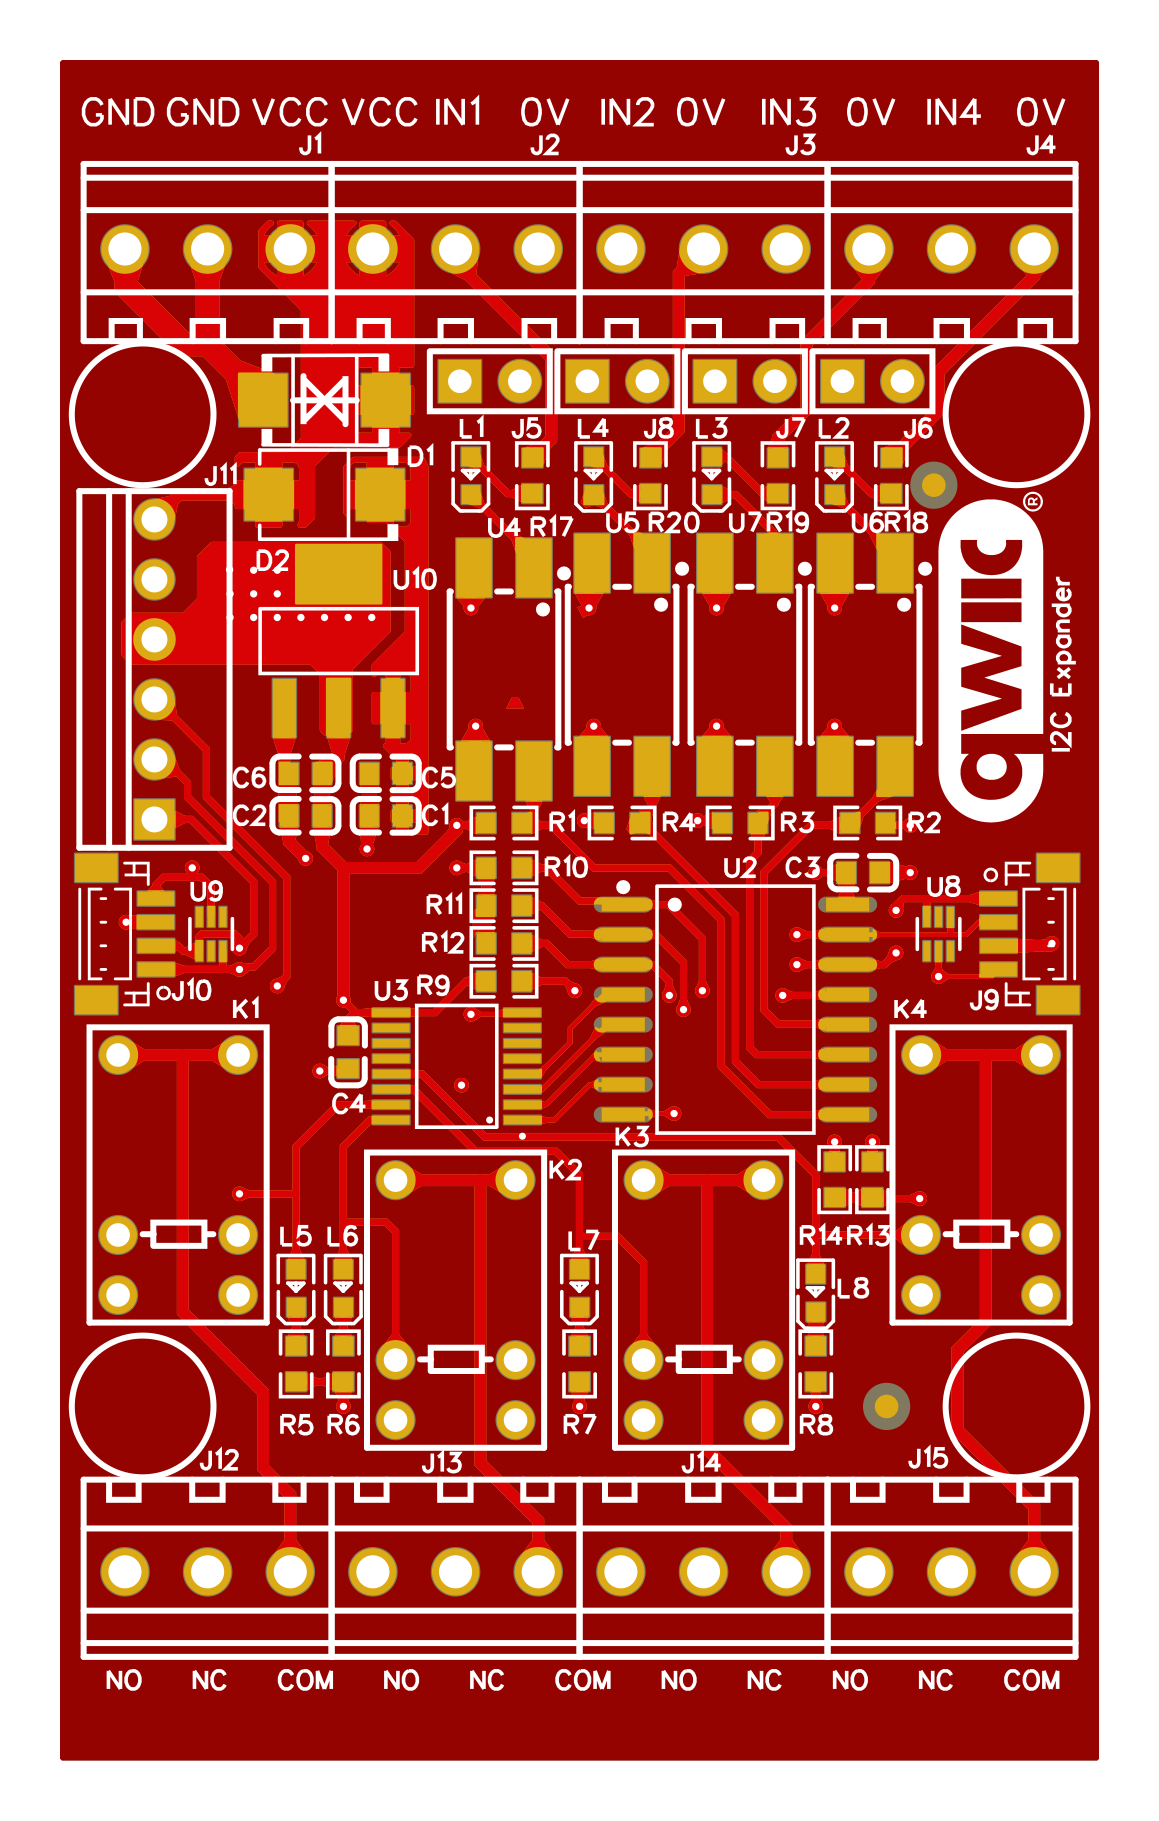 GND GND VCC VCC IN1 0V IN2 0V IN3 0V IN4 0V
J1 J2 J3 J4
L1 J5 L4 J8 L3 J7 L2 J6
D1
J11
U4 R17 U5 R20 U7 R19 U6 R18
®
D2 U10
qwiic
I2C Expander
C6 C5
C2 C1 R1 R4 R3 R2
R10 U2 C3
U9 U8
R11
R12
J10 U3 R9 J9
K1 K4
C4
K3
K2
L5 L6 L7 R14 R13
L8
R5 R6 R7 R8
J12 J13 J14 J15
NO NC COM NO NC COM NO NC NO NC COM